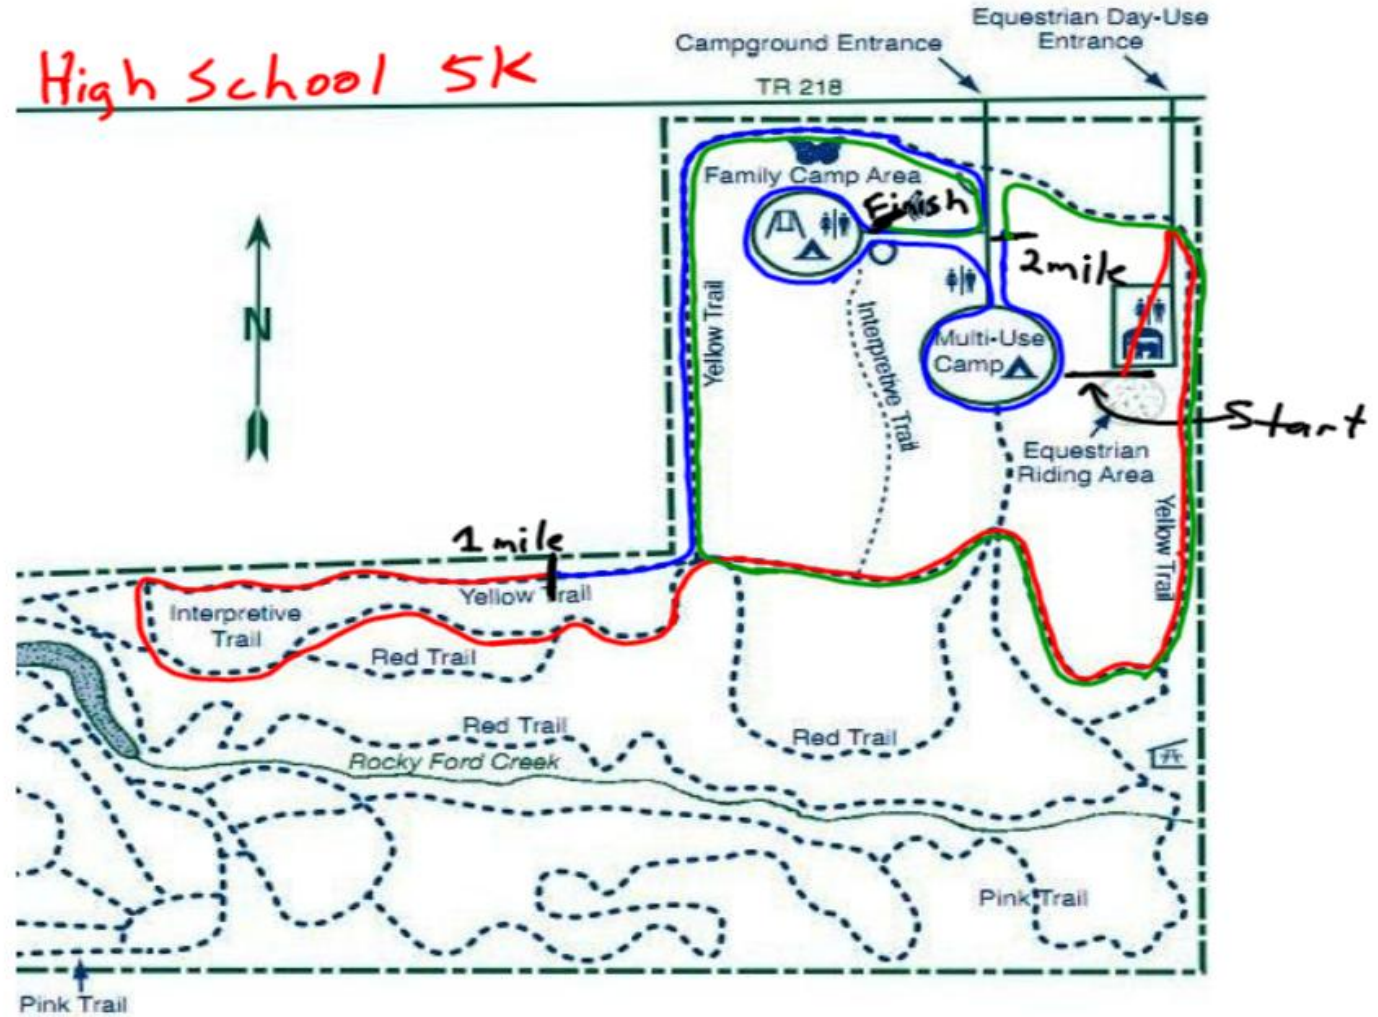 High School 5K
Equestrian Day-Use
Entrance
Campground Entrance
TR 218
Family Camp Area
Finish
2 mile
N
Yellow Trail
Interpretive Trail
Multi-Use
Camp
Start
Equestrian
Riding Area
Yellow Trail
1 mile
Yellow Trail
Interpretive
Trail
Red Trail
Red Trail
Red Trail
Rocky Ford Creek
Pink Trail
Pink Trail